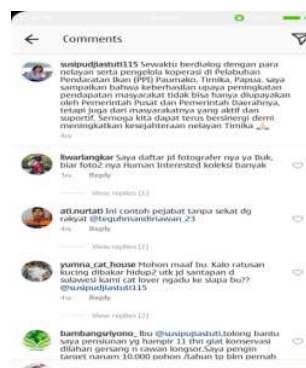 Comments
susipudjiastuti115 Sewaktu berdialog dengan para
nelayan serta pengelola koperasi di Pelabuhan
Pendaratan Ikan (PPI) Paumako, Timika, Papua, saya
sampaikan bahwa keberhasilan upaya peningkatan
pendapatan masyarakat tidak bisa hanya diupayakan
oleh Pemerintah Pusat dan Pemerintah Daerahnya,
tetapi juga dari masyarakatnya yang aktif dan
suportif. Semoga kita dapat terus bersinergi demi
meningkatkan kesejahteraan nelayan Timika 🙏
liwarlangkar Saya daftar jd fotografer nya ya Buk,
biar foto2 nya Human Interested koleksi banyak
Reply
View replies (1)
ati.nurtati Ini contoh pejabat tanpa sekat dg
rakyat @teguhmandiriawan_23
4w Reply
View replies (1)
yumna_cat_house Mohon maaf bu. Kalo ratusan
kucing dibakar hidup2 utk jd santapan d
sulawesi kami cat lover ngadu ke siapa bu??
@susipudjiastuti115
4w Reply
View replies (2)
bambangsriyono_ Ibu @susipujiastuti,tolong bantu
saya pensiunan yg hampir 11 thn giat konservasi
dilahan gersang n rawan longsor.Saya pengin
target nanam 10.000 pohon /tahun tp blm pernah